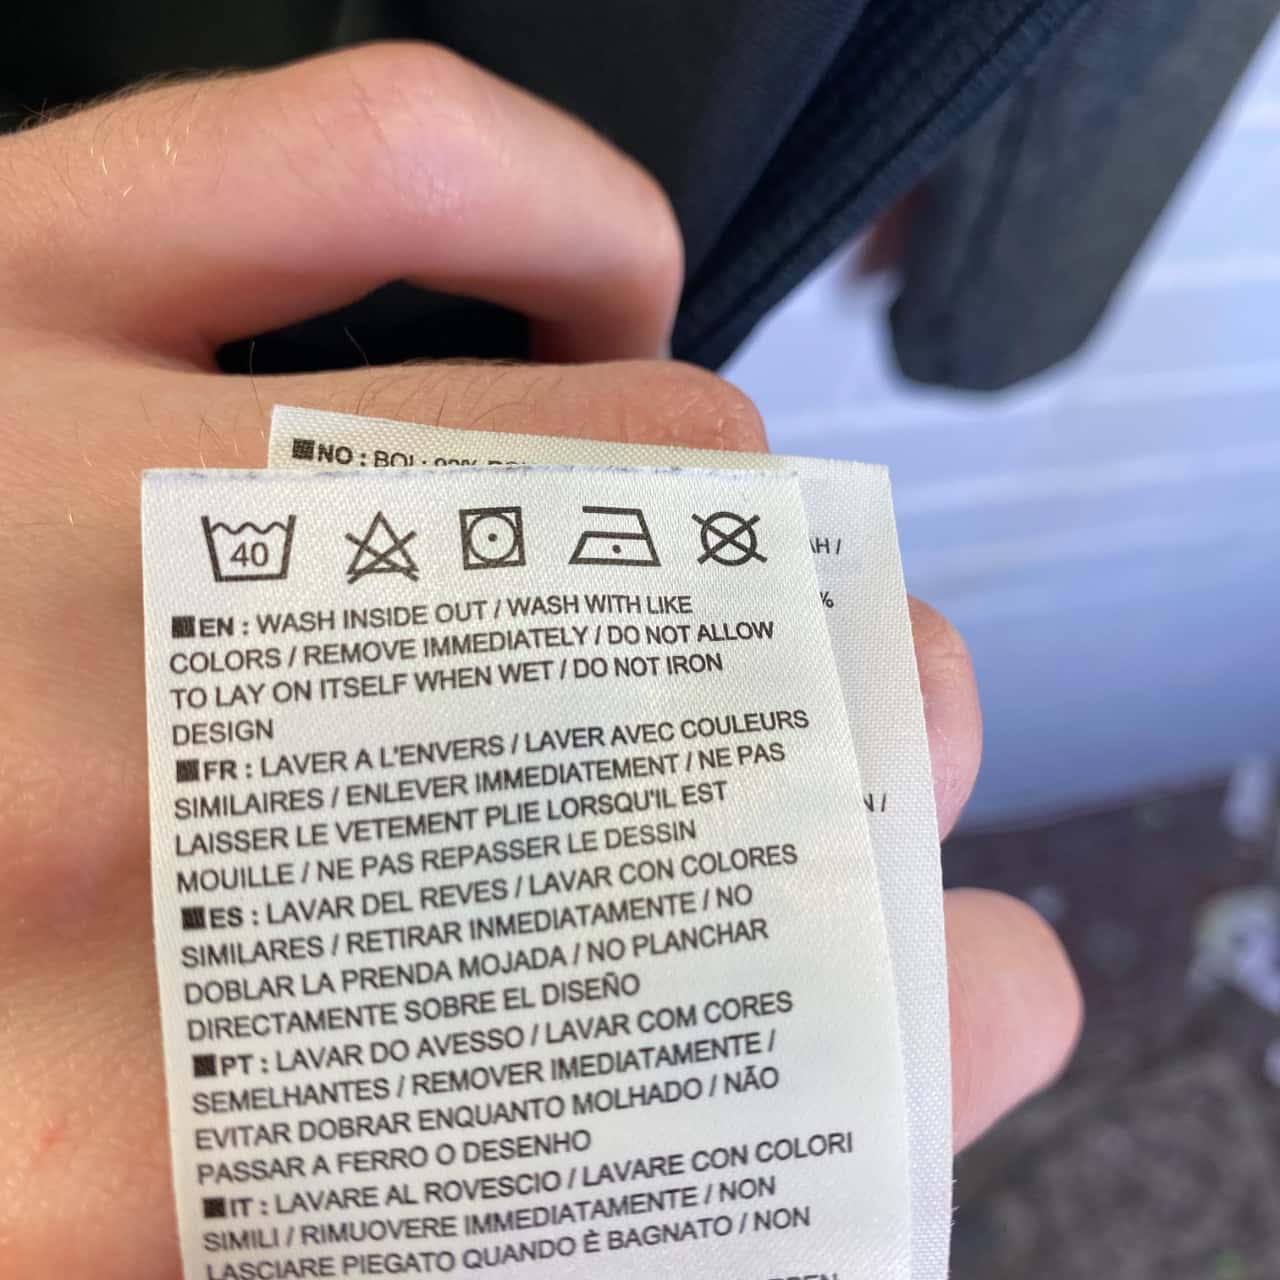 NO : BOL: 92%
40
AH /
%
EN : WASH INSIDE OUT / WASH WITH LIKE
COLORS / REMOVE IMMEDIATELY / DO NOT ALLOW
TO LAY ON ITSELF WHEN WET / DO NOT IRON
DESIGN
FR : LAVER A L'ENVERS / LAVER AVEC COULEURS
SIMILAIRES / ENLEVER IMMEDIATEMENT / NE PAS
LAISSER LE VETEMENT PLIE LORSQU'IL EST
MOUILLE / NE PAS REPASSER LE DESSIN
N /
ES : LAVAR DEL REVES / LAVAR CON COLORES
SIMILARES / RETIRAR INMEDIATAMENTE / NO
DOBLAR LA PRENDA MOJADA / NO PLANCHAR
DIRECTAMENTE SOBRE EL DISEÑO
PT : LAVAR DO AVESSO / LAVAR COM CORES
SEMELHANTES / REMOVER IMEDIATAMENTE /
EVITAR DOBRAR ENQUANTO MOLHADO / NÃO
PASSAR A FERRO O DESENHO
IT : LAVARE AL ROVESCIO / LAVARE CON COLORI
SIMILI / RIMUOVERE IMMEDIATAMENTE / NON
LASCIARE PIEGATO QUANDO È BAGNATO / NON